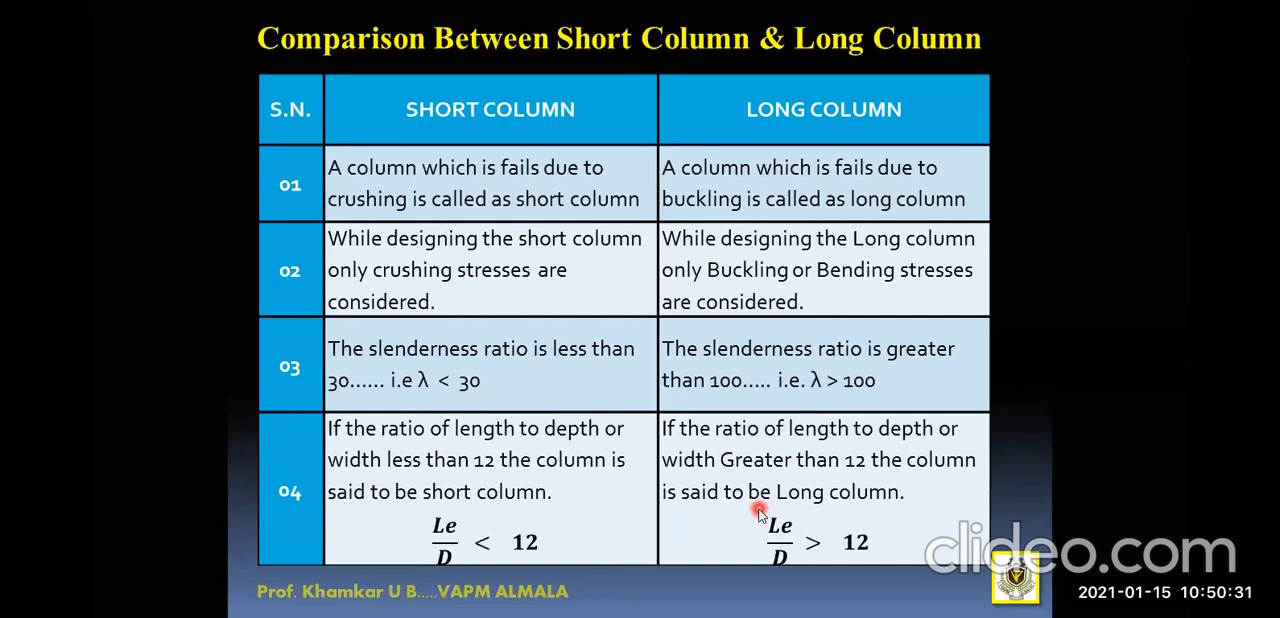 Comparison Between Short Column & Long Column
S.N.
SHORT COLUMN
LONG COLUMN
01
A column which is fails due to
crushing is called as short column
A column which is fails due to
buckling is called as long column
02
While designing the short column
only crushing stresses are
considered.
While designing the Long column
only Buckling or Bending stresses
are considered.
03
The slenderness ratio is less than
30...... i.e λ < 30
The slenderness ratio is greater
than 100..... i.e. λ > 100
04
If the ratio of length to depth or
width less than 12 the column is
said to be short column.
Le
D
< 12
If the ratio of length to depth or
width Greater than 12 the column
is said to be Long column.
Le
D
> 12
clideo.com
Prof. Khamkar U B.....VAPM ALMALA
2021-01-15 10:50:31